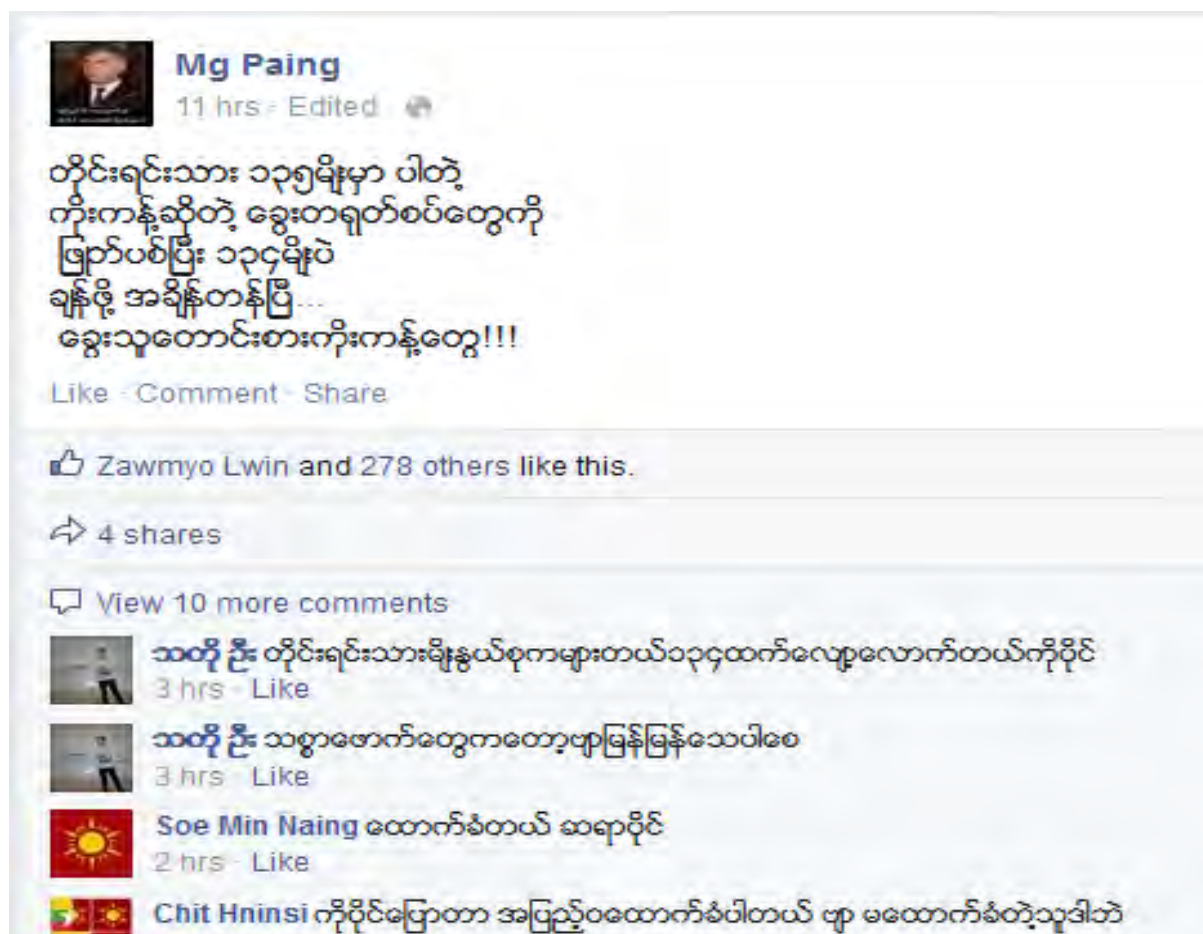 Mg Paing
11 hrs · Edited ·
တိုင်းရင်းသား ၁၃၅မျိုးမှာ ပါတဲ့
ကိုးကန့်ဆိုတဲ့ ခွေးတရုတ်စပ်တွေကို
ဖြုတ်ပစ်ပြီး ၁၃၄မျိုးပဲ
ချန်ဖို့ အချိန်တန်ပြီ...
ခွေးသူတောင်းစားကိုးကန့်တွေ!!!
Like · Comment · Share
Zawmyo Lwin and 278 others like this.
4 shares
View 10 more comments
သတို ဦး တိုင်းရင်းသားမျိုးနွယ်စုကများတယ်၁၃၄ထက်လျော့လောက်တယ်ကိုပိုင်
3 hrs · Like
သတို ဦး သစ္စာဖောက်တွေကတော့ဗျာမြန်မြန်သေပါစေ
3 hrs · Like
Soe Min Naing ထောက်ခံတယ် ဆရာပိုင်
2 hrs · Like
Chit Hninsi ကိုပိုင်ပြောတာ အပြည့်ဝထောက်ခံပါတယ် ဗျာ မထောက်ခံတဲ့သူဒါဘဲ